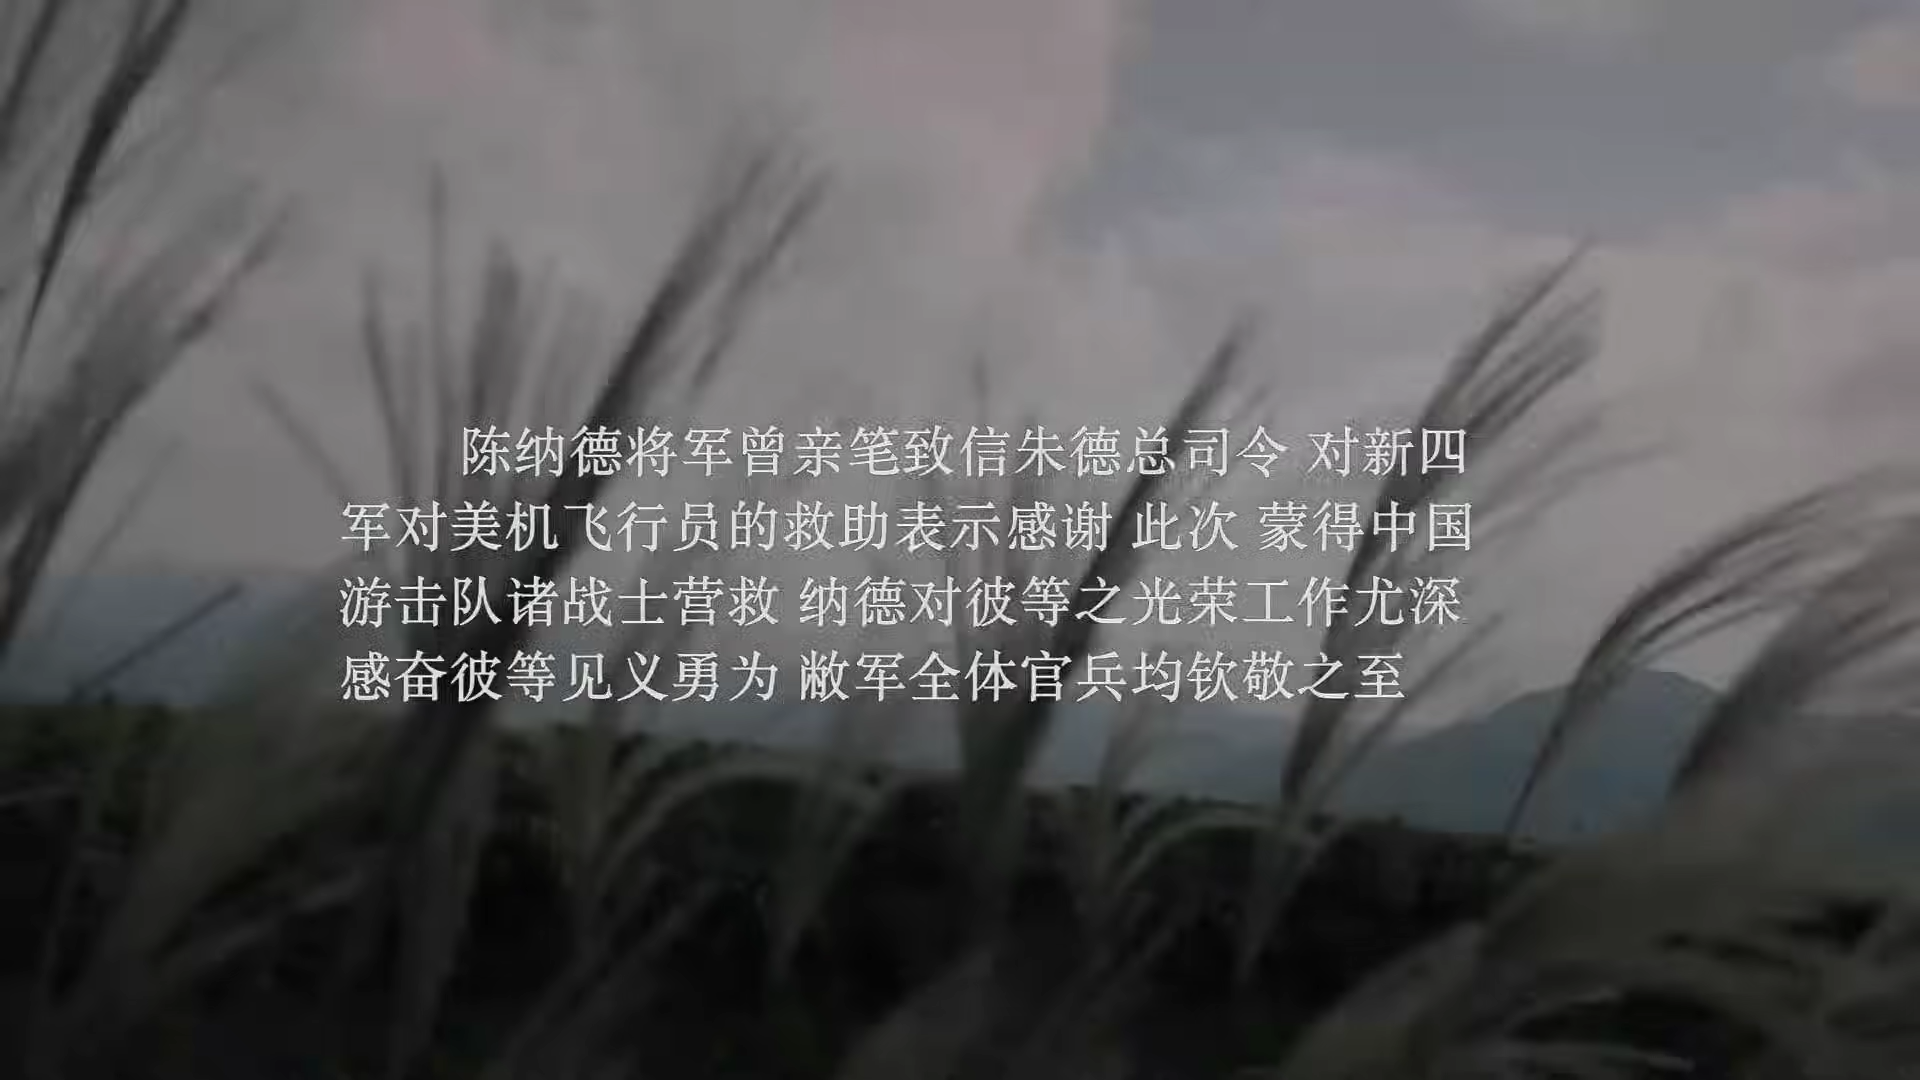 陈纳德将军曾亲笔致信朱德总司令 对新四
军对美机飞行员的救助表示感谢 此次 蒙得中国
游击队诸战士营救 纳德对彼等之光荣工作尤深
感奋彼等见义勇为 敝军全体官兵均钦敬之至